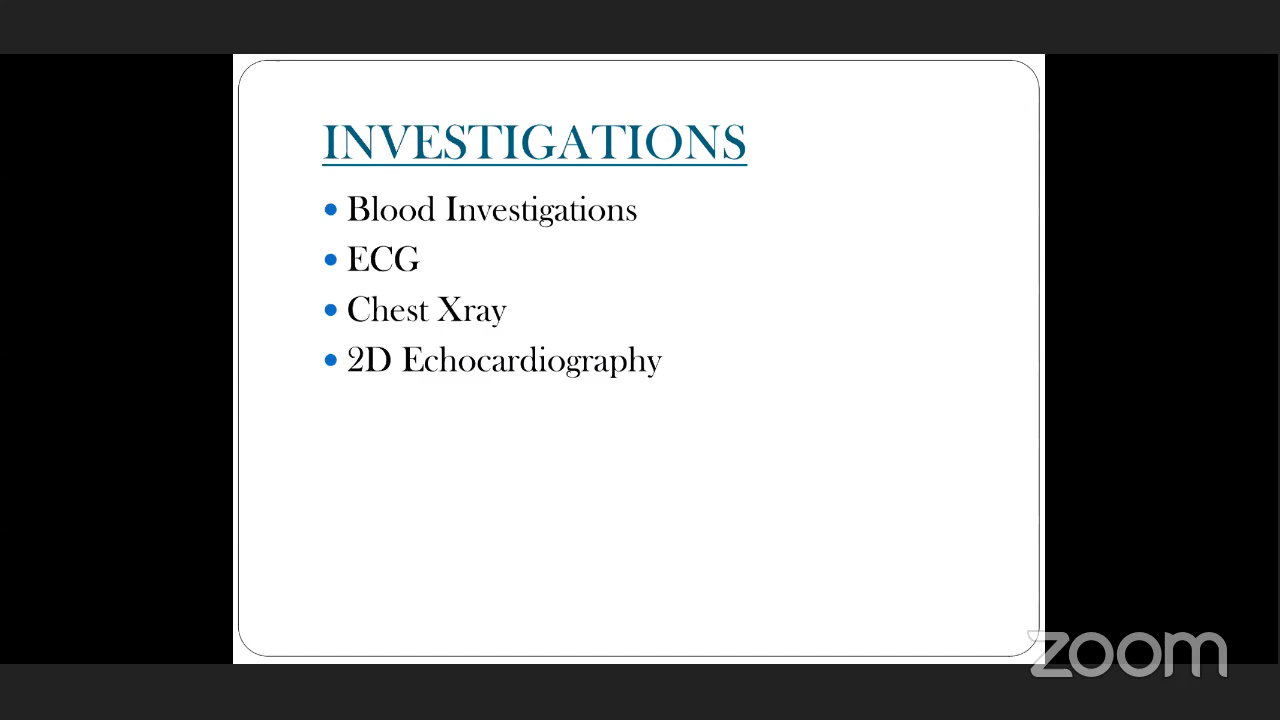 INVESTIGATIONS
Blood Investigations
ECG
Chest Xray
2D Echocardiography
zoom